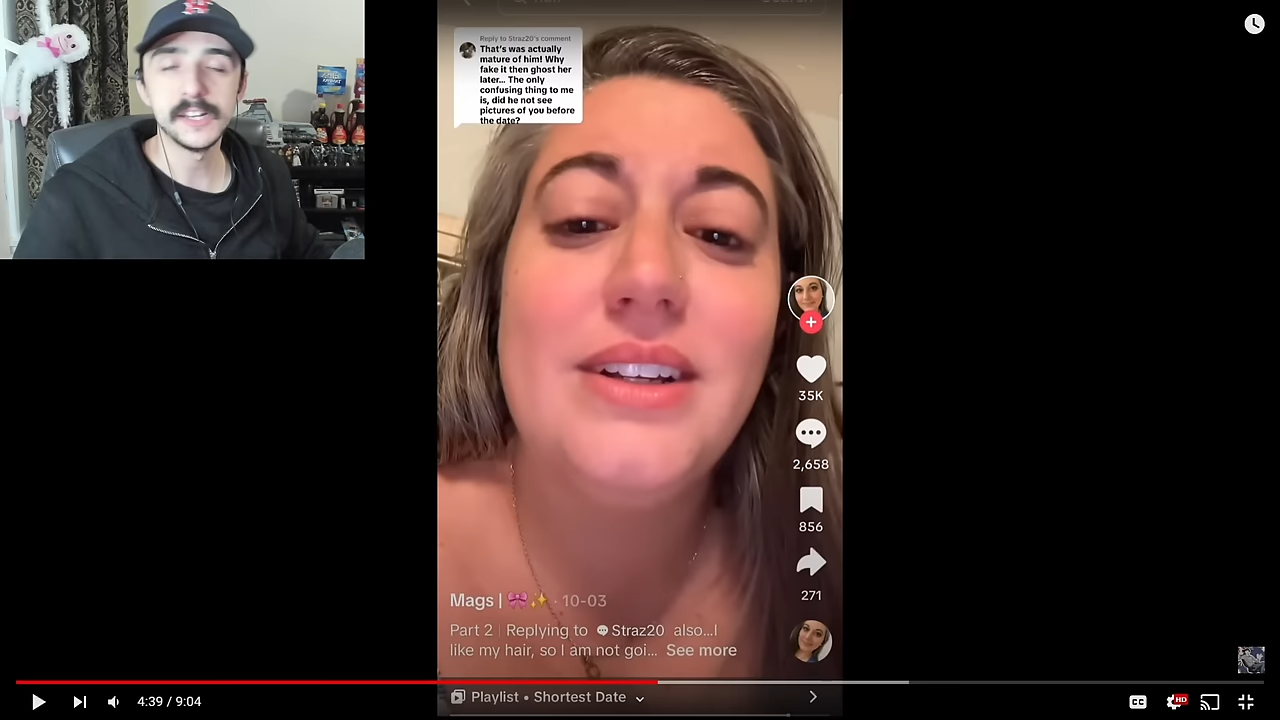 Reply to Straz20's comment
That's was actually
mature of him! Why
fake it then ghost her
later... The only
confusing thing to me
is, did he not see
pictures of you before
the date?
35K
2,658
856
271
Mags | 🎀✨ · 10-03
Part 2 | Replying to 💬Straz20 also...I
like my hair, so I am not goi... See more
Playlist • Shortest Date
4:39 / 9:04
CC
HD